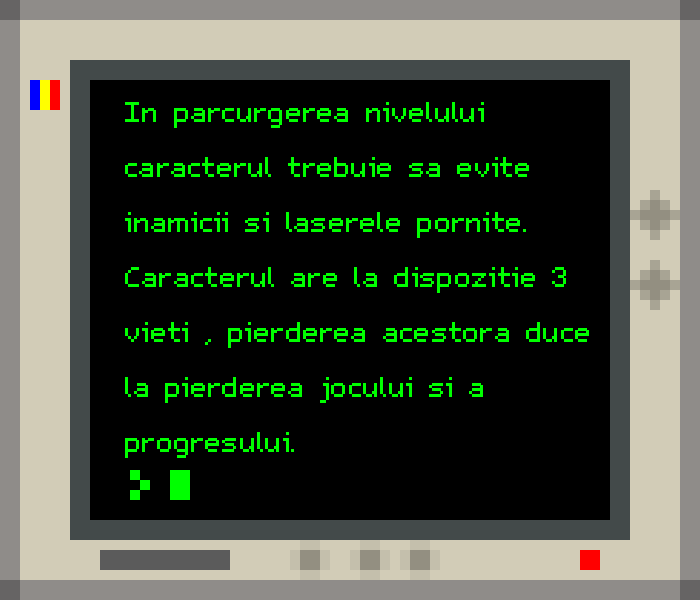 In parcurgerea nivelului
caracterul trebuie sa evite
inamicii si laserele pornite.
Caracterul are la dispozitie 3
vieti , pierderea acestora duce
la pierderea jocului si a
progresului.
>